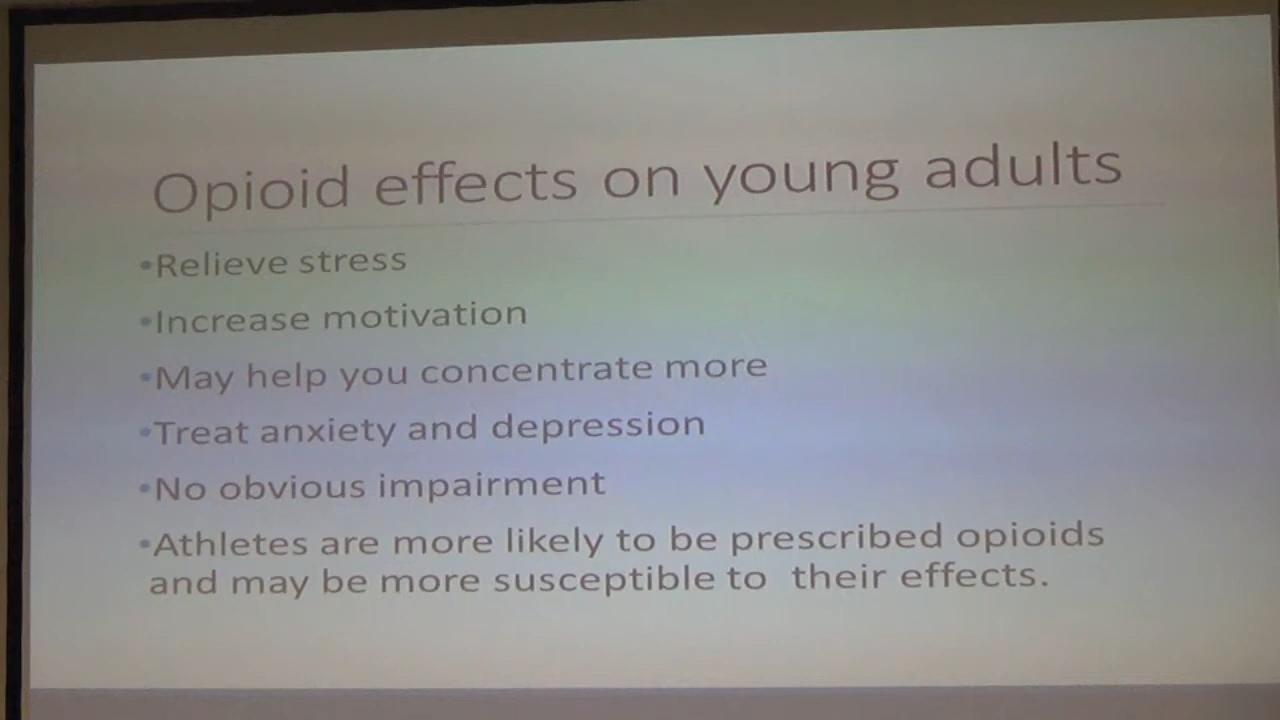 Opioid effects on young adults
•Relieve stress
•Increase motivation
•May help you concentrate more
•Treat anxiety and depression
•No obvious impairment
•Athletes are more likely to be prescribed opioids
and may be more susceptible to their effects.